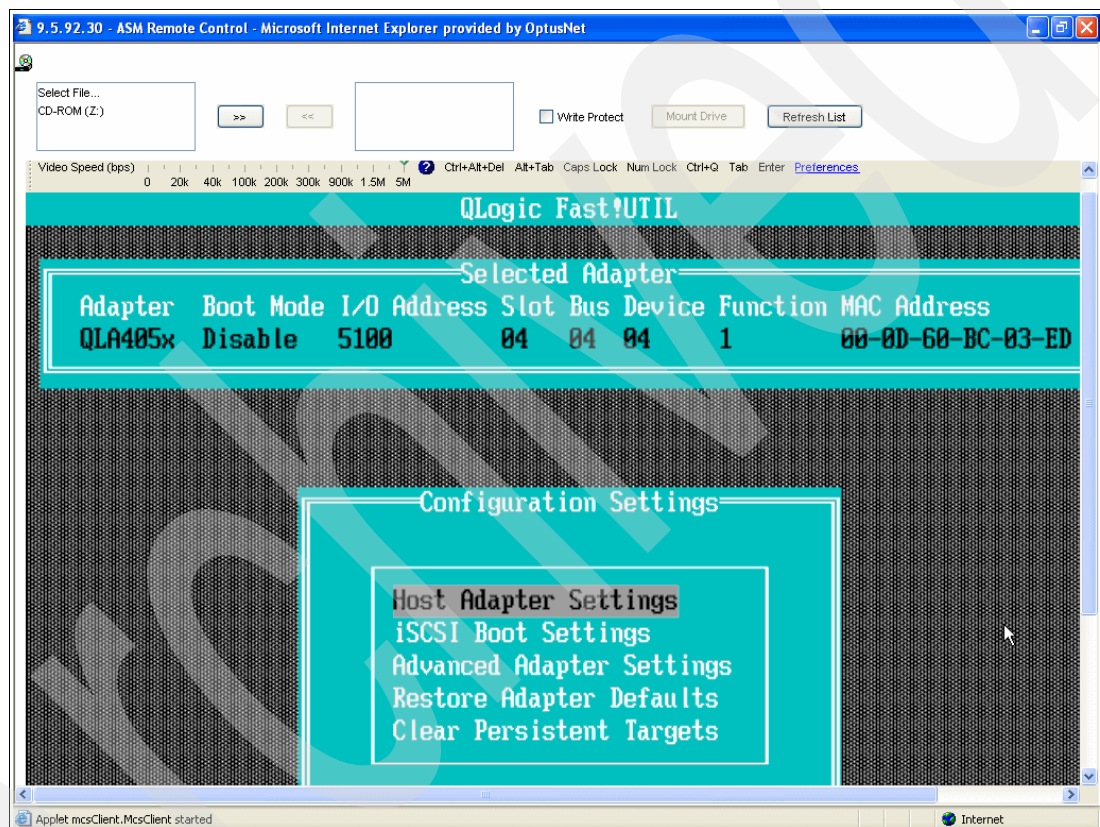 9.5.92.30 - ASM Remote Control - Microsoft Internet Explorer provided by OptusNet
Select File...
CD-ROM (Z:)
>> <<
Write Protect Mount Drive Refresh List
Video Speed (bps) ? Ctrl+Alt+Del Alt+Tab Caps Lock Num Lock Ctrl+Q Tab Enter Preferences
0 20k 40k 100k 200k 300k 900k 1.5M 5M
QLogic Fast!UTIL
Selected Adapter
Adapter Boot Mode I/O Address Slot Bus Device Function MAC Address
QLA405x Disable 5100 04 04 04 1 00-0D-60-BC-03-ED
Configuration Settings
Host Adapter Settings
iSCSI Boot Settings
Advanced Adapter Settings
Restore Adapter Defaults
Clear Persistent Targets
Applet mcsClient.McsClient started Internet